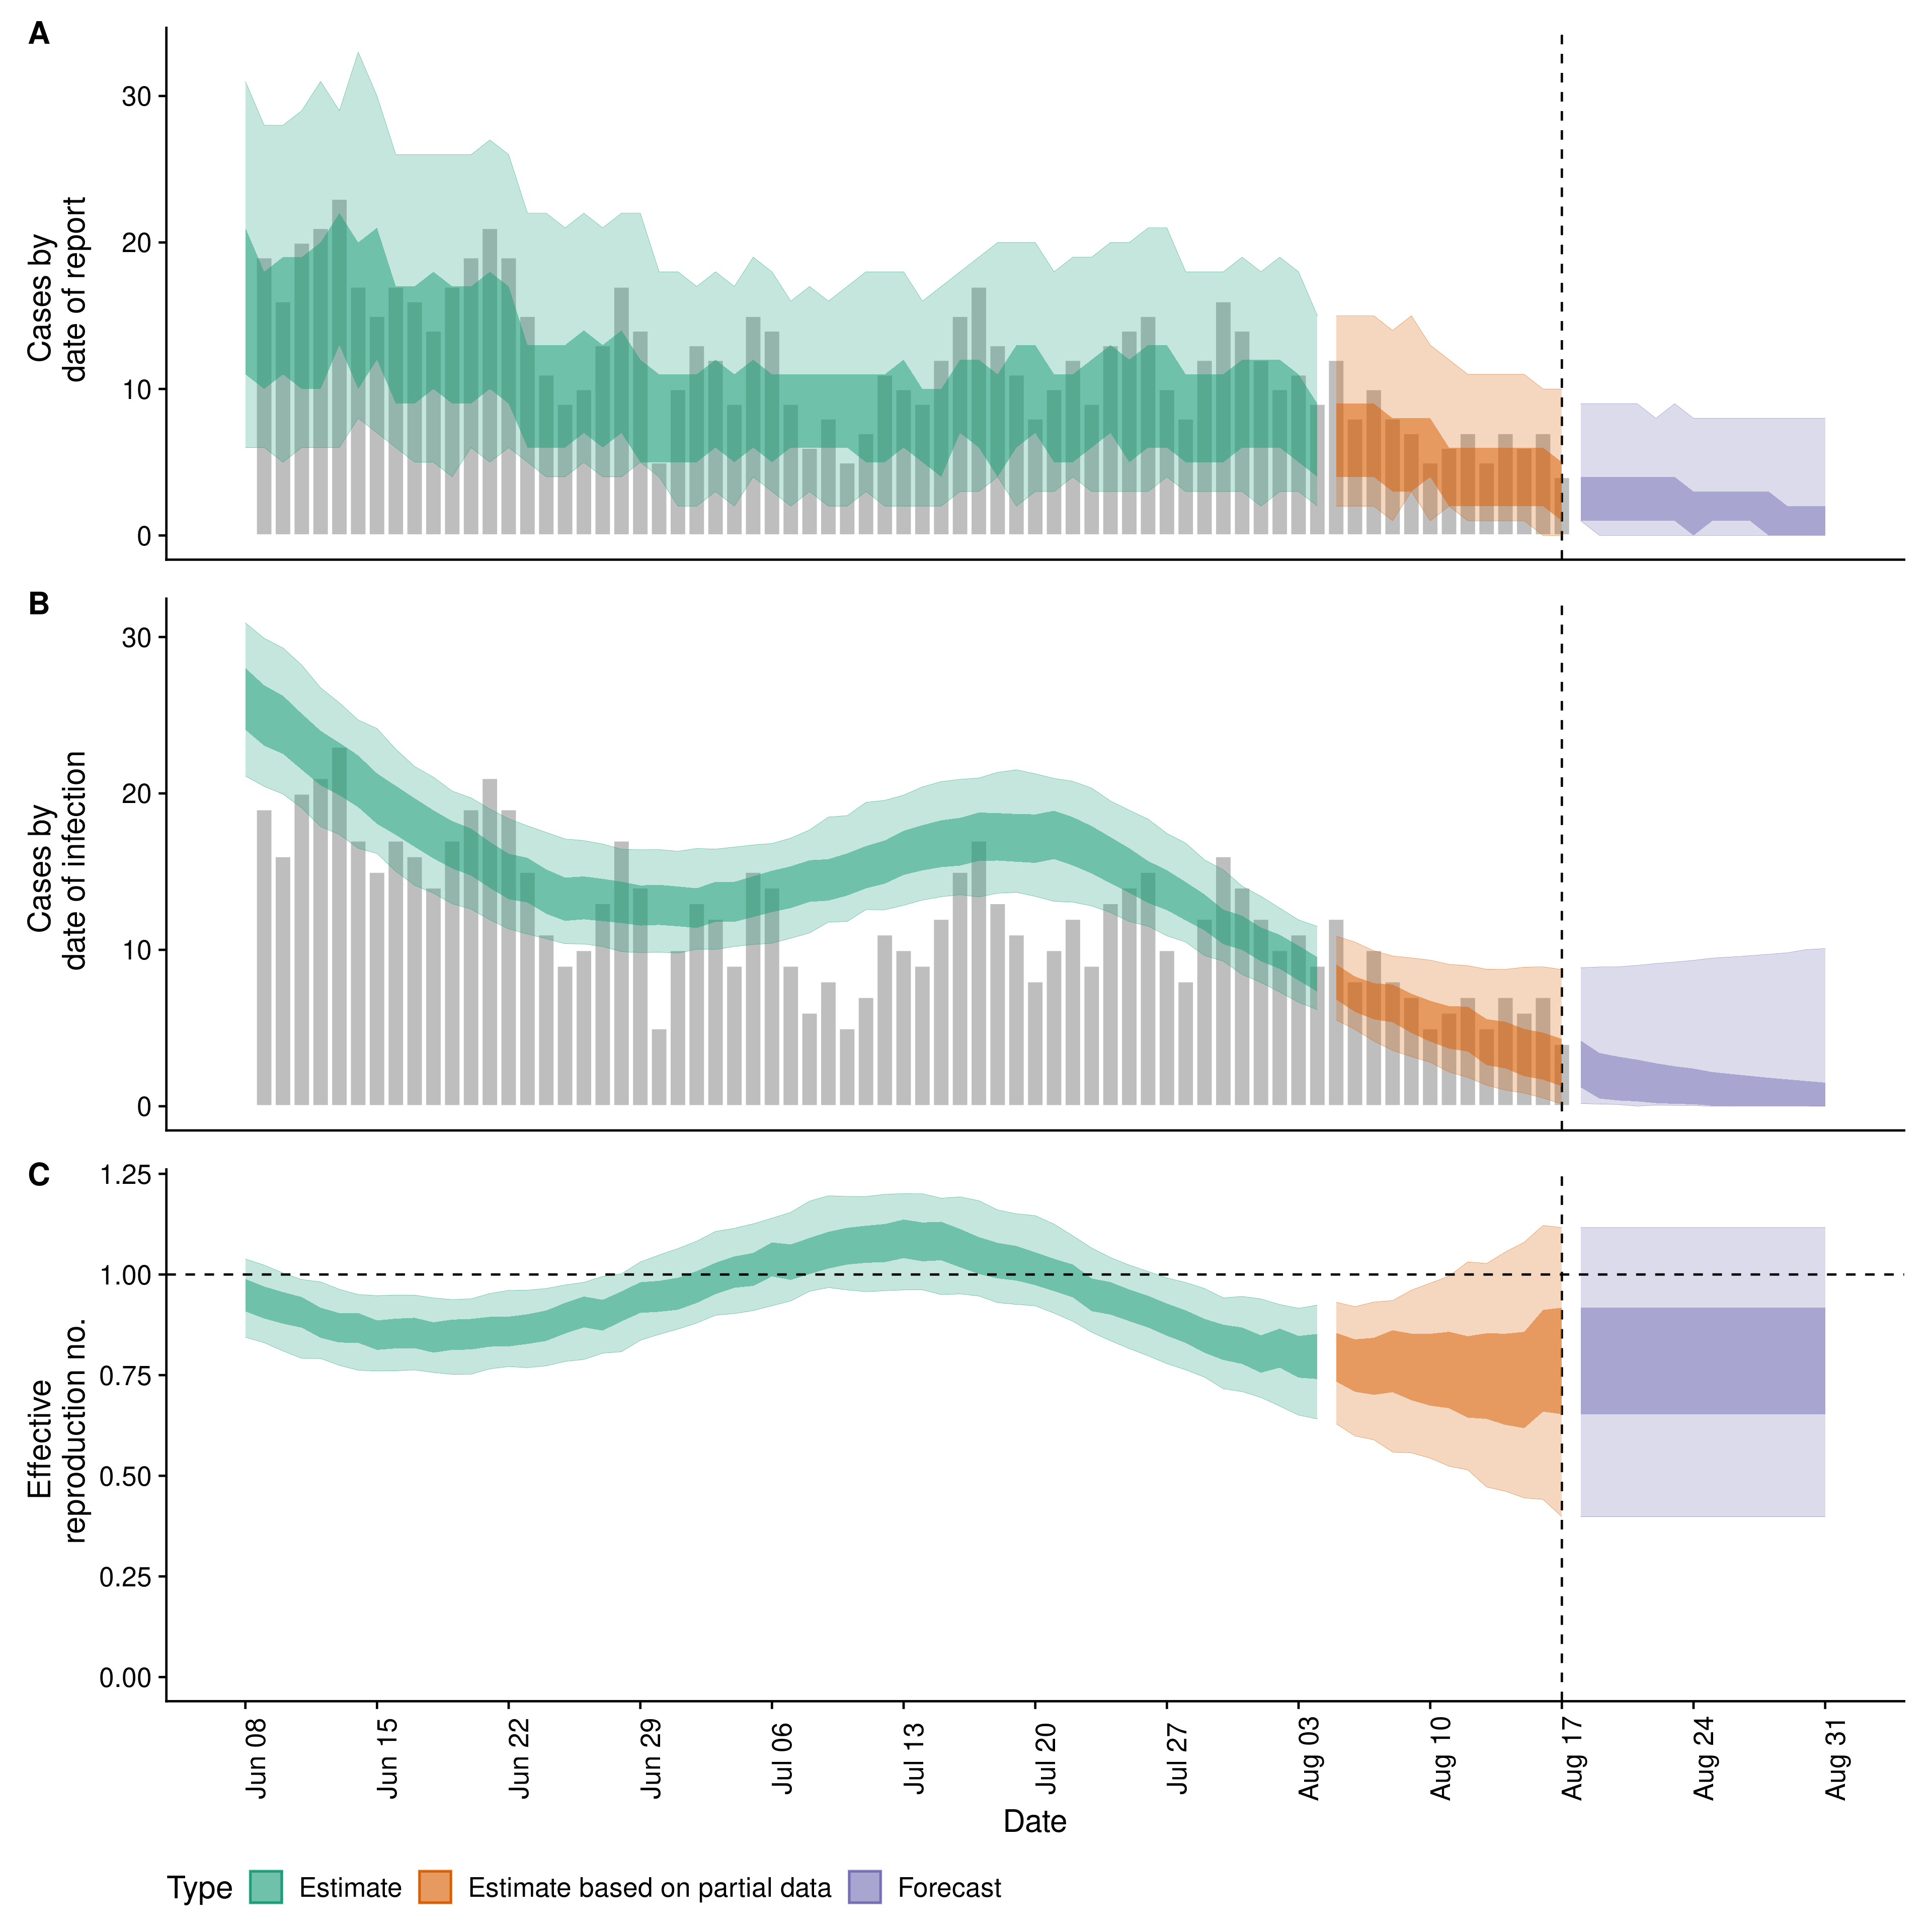 A
Cases by
date of report
30
20
10
0
B
Cases by
date of infection
30
20
10
0
C
Effective
reproduction no.
1.25
1.00
0.75
0.50
0.25
0.00
Jun 08
Jun 15
Jun 22
Jun 29
Jul 06
Jul 13
Jul 20
Jul 27
Aug 03
Aug 10
Aug 17
Aug 24
Aug 31
Date
Type Estimate Estimate based on partial data Forecast